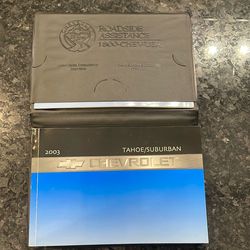 ROADSIDE
ASSISTANCE
1-800-CHEV-USA
2003
TAHOE/SUBURBAN
CHEVROLET